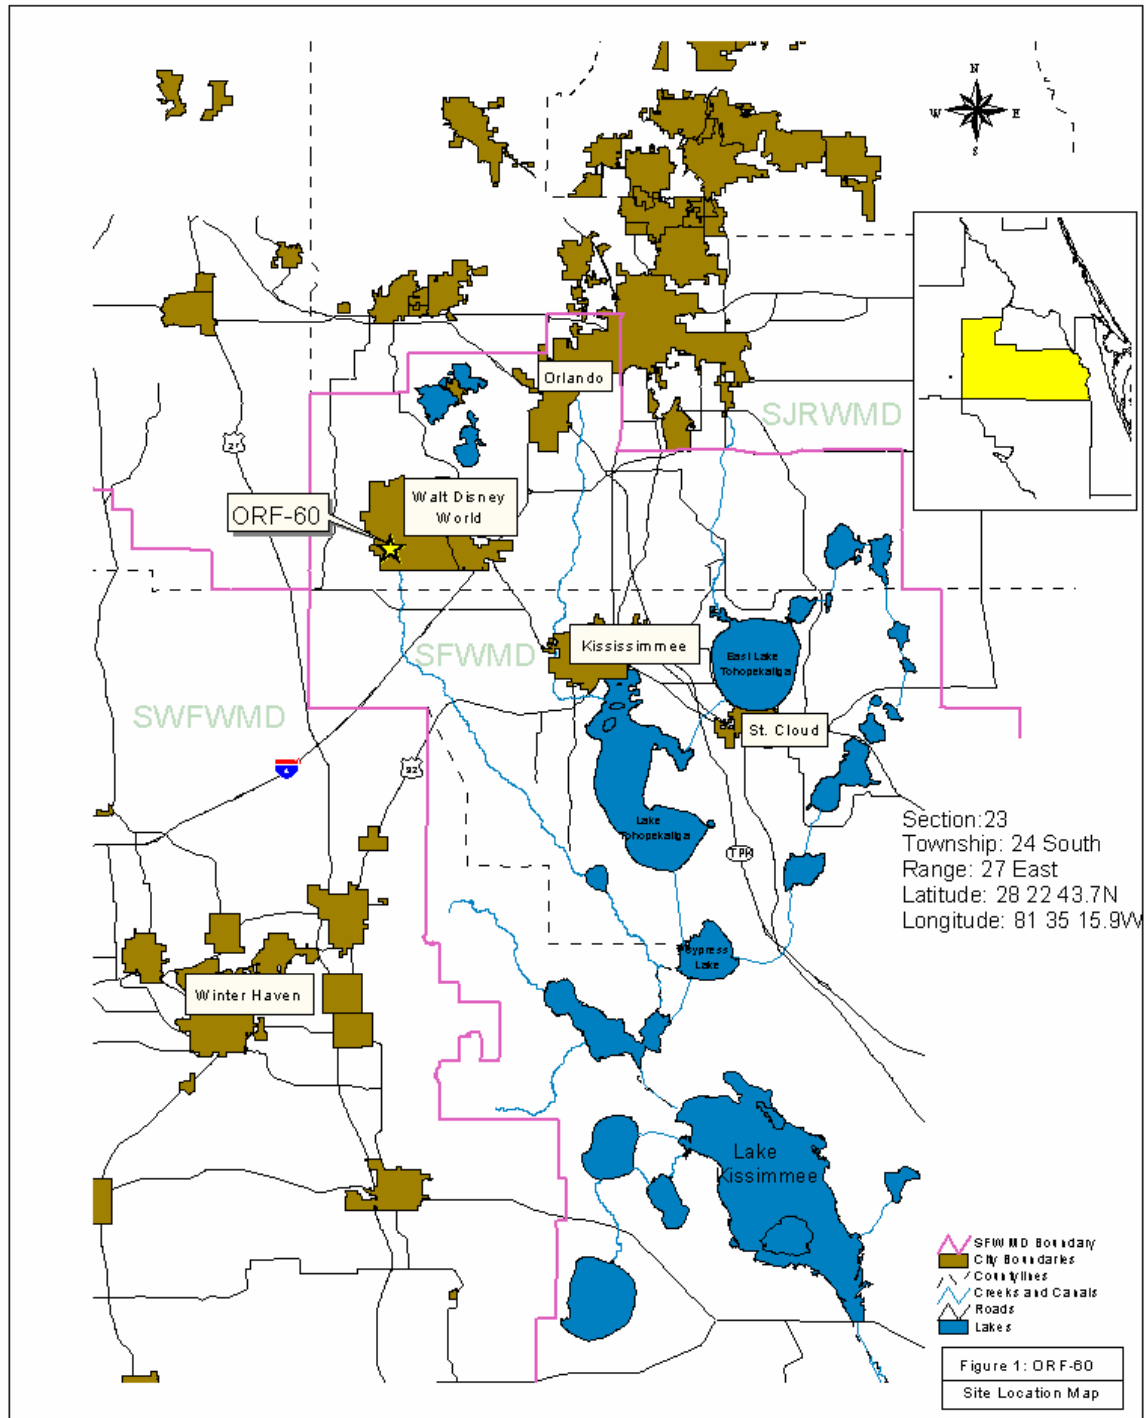 N
W E
S
Orlando
SJRWMD
27
Walt Disney
World
ORF-60
Kississimmee
East Lake
Tohopekaliga
SFWMD
SWFWMD
St. Cloud
4
92
Lake
Tohopekaliga
TPK
Section:23
Township: 24 South
Range: 27 East
Latitude: 28 22 43.7N
Longitude: 81 35 15.9W
Cypress
Lake
Winter Haven
Lake
Kissimmee
SFWMD Boundary
City Boundaries
Countylines
Creeks and Canals
Roads
Lakes
Figure 1: ORF-60
Site Location Map